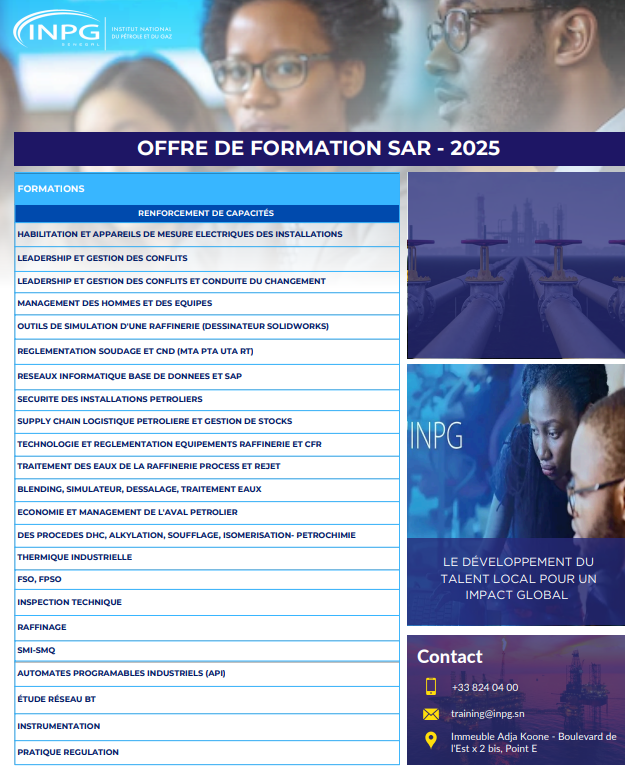 INPG
SENEGAL
INSTITUT NATIONAL
DU PÉTROLE ET DU GAZ
OFFRE DE FORMATION SAR - 2025
FORMATIONS
RENFORCEMENT DE CAPACITÉS
HABILITATION ET APPAREILS DE MESURE ELECTRIQUES DES INSTALLATIONS
LEADERSHIP ET GESTION DES CONFLITS
LEADERSHIP ET GESTION DES CONFLITS ET CONDUITE DU CHANGEMENT
MANAGEMENT DES HOMMES ET DES EQUIPES
OUTILS DE SIMULATION D'UNE RAFFINERIE (DESSINATEUR SOLIDWORKS)
REGLEMENTATION SOUDAGE ET CND (MTA PTA UTA RT)
RESEAUX INFORMATIQUE BASE DE DONNEES ET SAP
SECURITE DES INSTALLATIONS PETROLIERS
SUPPLY CHAIN LOGISTIQUE PETROLIERE ET GESTION DE STOCKS
TECHNOLOGIE ET REGLEMENTATION EQUIPEMENTS RAFFINERIE ET CFR
TRAITEMENT DES EAUX DE LA RAFFINERIE PROCESS ET REJET
BLENDING, SIMULATEUR, DESSALAGE, TRAITEMENT EAUX
ECONOMIE ET MANAGEMENT DE L'AVAL PETROLIER
DES PROCEDES DHC, ALKYLATION, SOUFFLAGE, ISOMERISATION- PETROCHIMIE
THERMIQUE INDUSTRIELLE
FSO, FPSO
INSPECTION TECHNIQUE
RAFFINAGE
SMI-SMQ
AUTOMATES PROGRAMABLES INDUSTRIELS (API)
ÉTUDE RÉSEAU BT
INSTRUMENTATION
PRATIQUE REGULATION
INPG
LE DÉVELOPPEMENT DU
TALENT LOCAL POUR UN
IMPACT GLOBAL
Contact
+33 824 04 00
training@inpg.sn
Immeuble Adja Koone - Boulevard de
l'Est x 2 bis, Point E